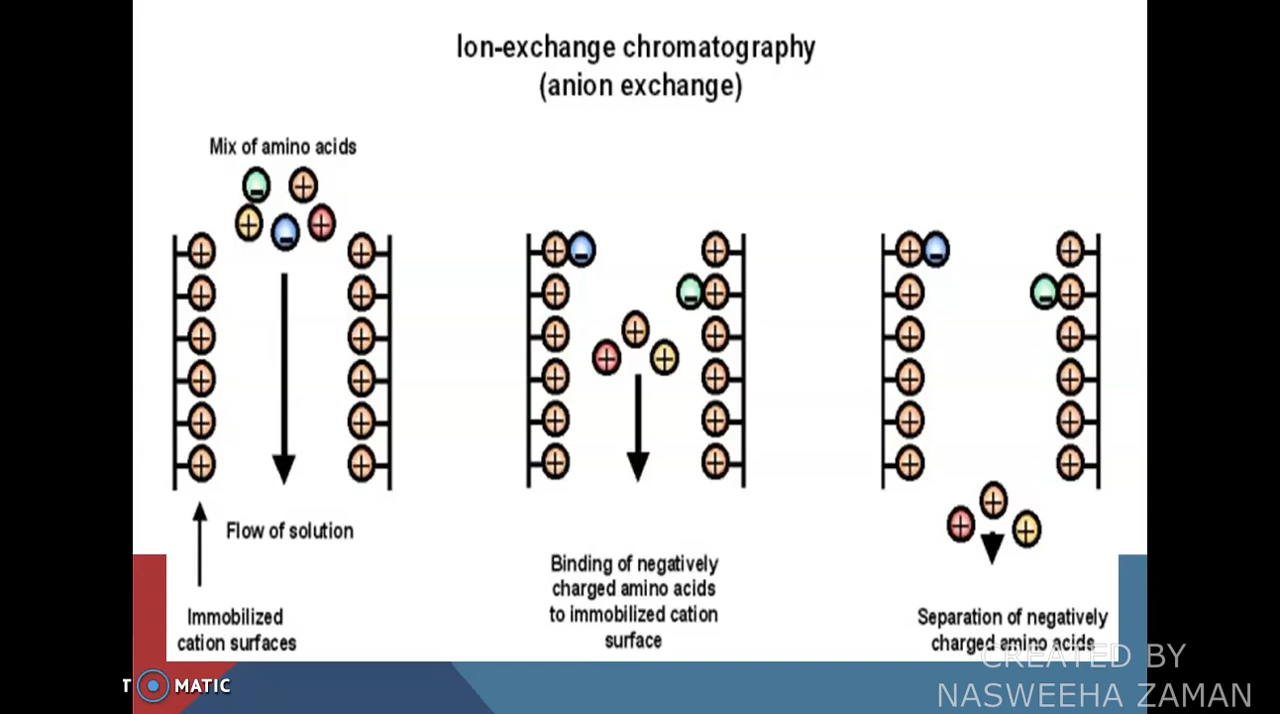 Ion-exchange chromatography
(anion exchange)
Mix of amino acids
Flow of solution
Immobilized
cation surfaces
Binding of negatively
charged amino acids
to immobilized cation
surface
Separation of negatively
charged amino acids
CREATED BY
NASWEEHA ZAMAN
T MATIC